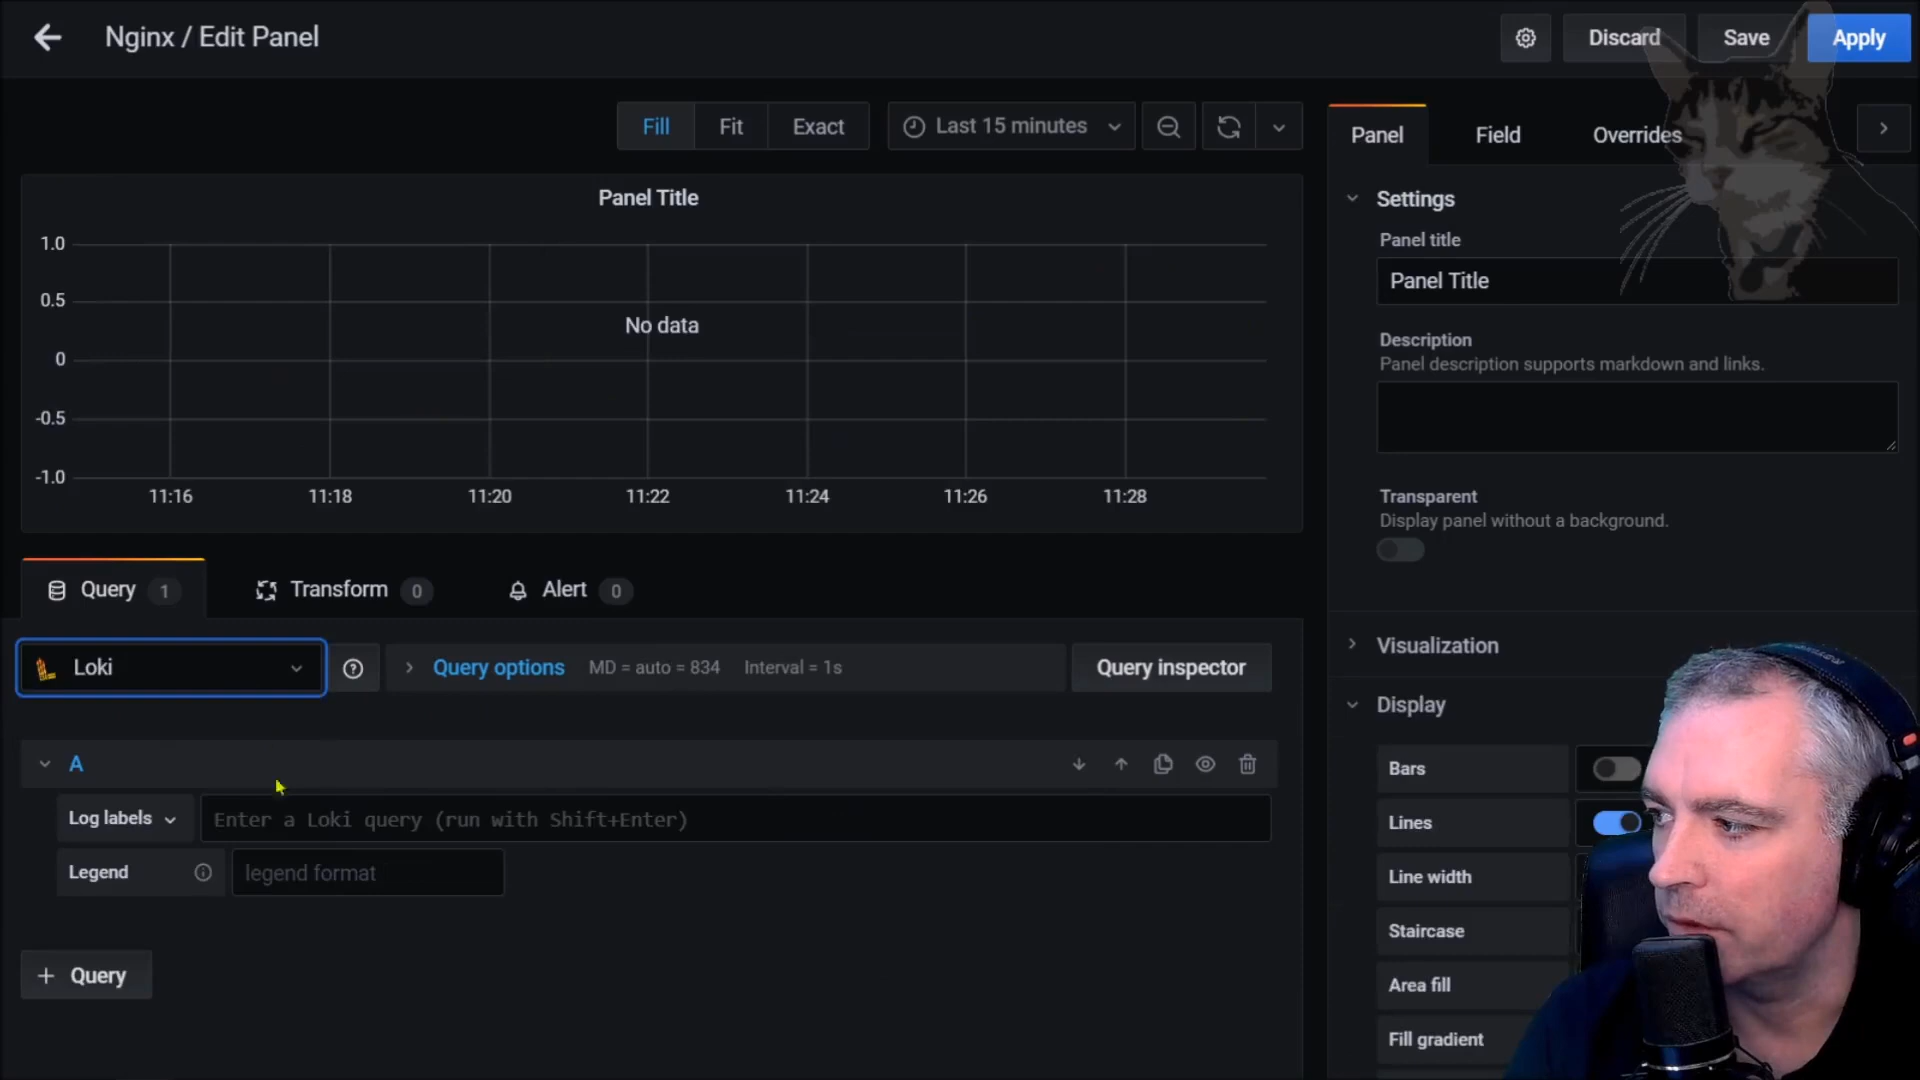 Nginx / Edit Panel
Discard
Save
Apply
Fill
Fit
Exact
Last 15 minutes
Panel
Field
Overrides
Panel Title
1.0
0.5
0
-0.5
-1.0
No data
11:16
11:18
11:20
11:22
11:24
11:26
11:28
Settings
Panel title
Panel Title
Description
Panel description supports markdown and links.
Transparent
Display panel without a background.
Query 1
Transform 0
Alert 0
Loki
Query options MD = auto = 834 Interval = 1s
Query inspector
A
Log labels
Enter a Loki query (run with Shift+Enter)
Legend
legend format
+ Query
Visualization
Display
Bars
Lines
Line width
Staircase
Area fill
Fill gradient